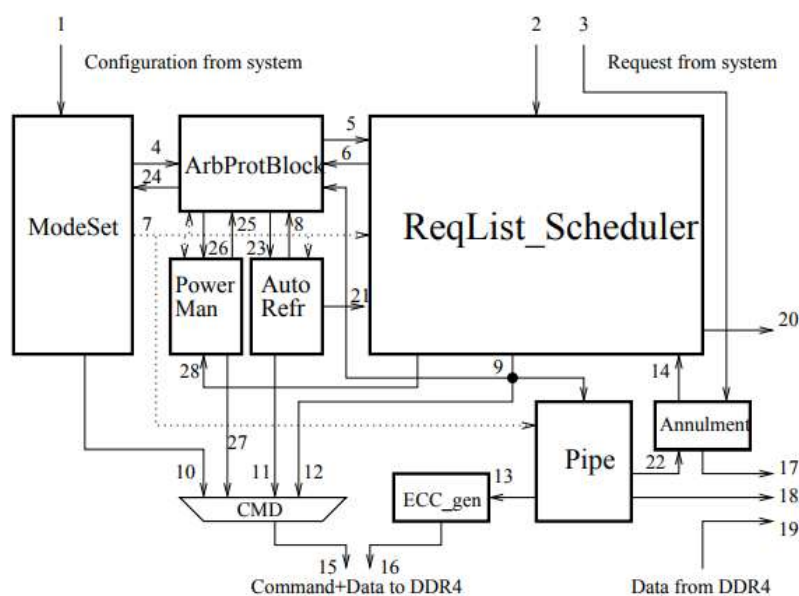 1
2
3
Configuration from system
Request from system
4
24
ArbProtBlock
5
6
ModeSet
7
26
25
23
8
ReqList_Scheduler
Power
Man
Auto
Refr
21
20
28
9
14
27
Annulment
Pipe
22
17
10
11
12
ECC_gen
13
18
CMD
19
15
16
Command+Data to DDR4
Data from DDR4